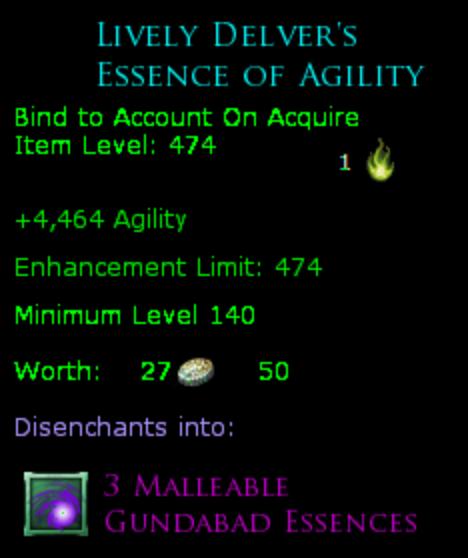 Lively Delver's
Essence of Agility
Bind to Account On Acquire
Item Level: 474
1
+4,464 Agility
Enhancement Limit: 474
Minimum Level 140
Worth: 27 50
Disenchants into:
3 Malleable
Gundabad Essences